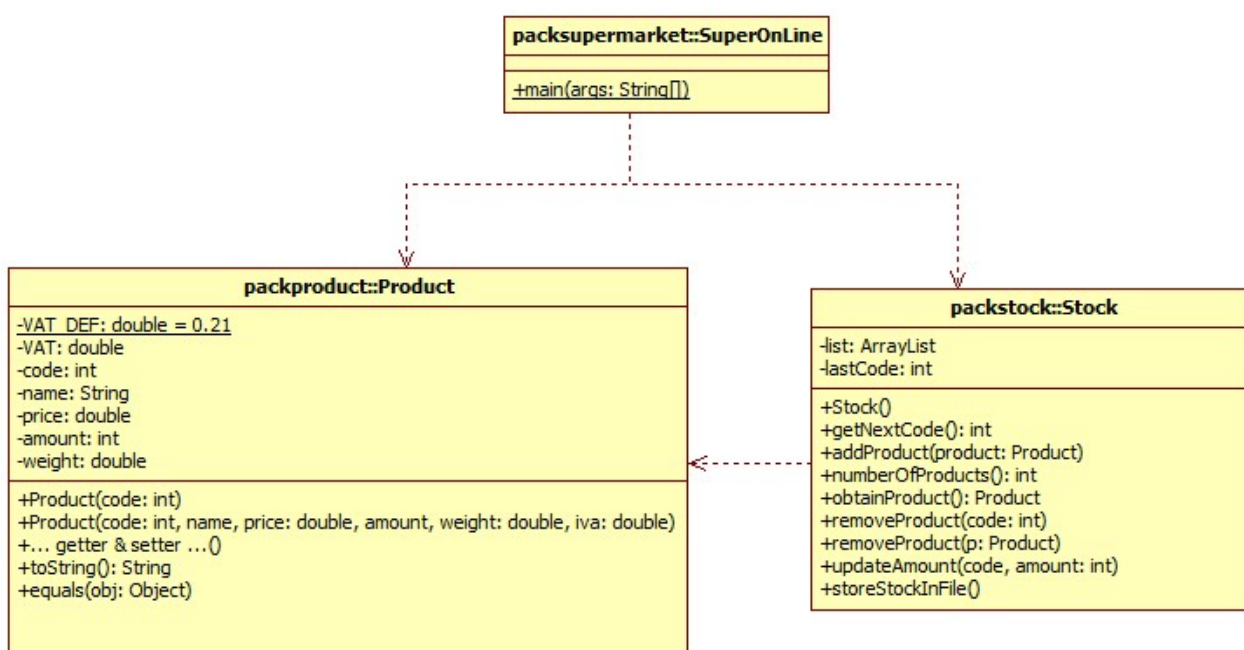 packsupermarket::SuperOnLine
+main(args: String[])
packproduct::Product
-VAT_DEF: double = 0.21
-VAT: double
-code: int
-name: String
-price: double
-amount: int
-weight: double
+Product(code: int)
+Product(code: int, name, price: double, amount, weight: double, iva: double)
+... getter & setter ...()
+toString(): String
+equals(obj: Object)
packstock::Stock
-list: ArrayList
-lastCode: int
+Stock()
+getNextCode(): int
+addProduct(product: Product)
+numberOfProducts(): int
+obtainProduct(): Product
+removeProduct(code: int)
+removeProduct(p: Product)
+updateAmount(code, amount: int)
+storeStockInFile()